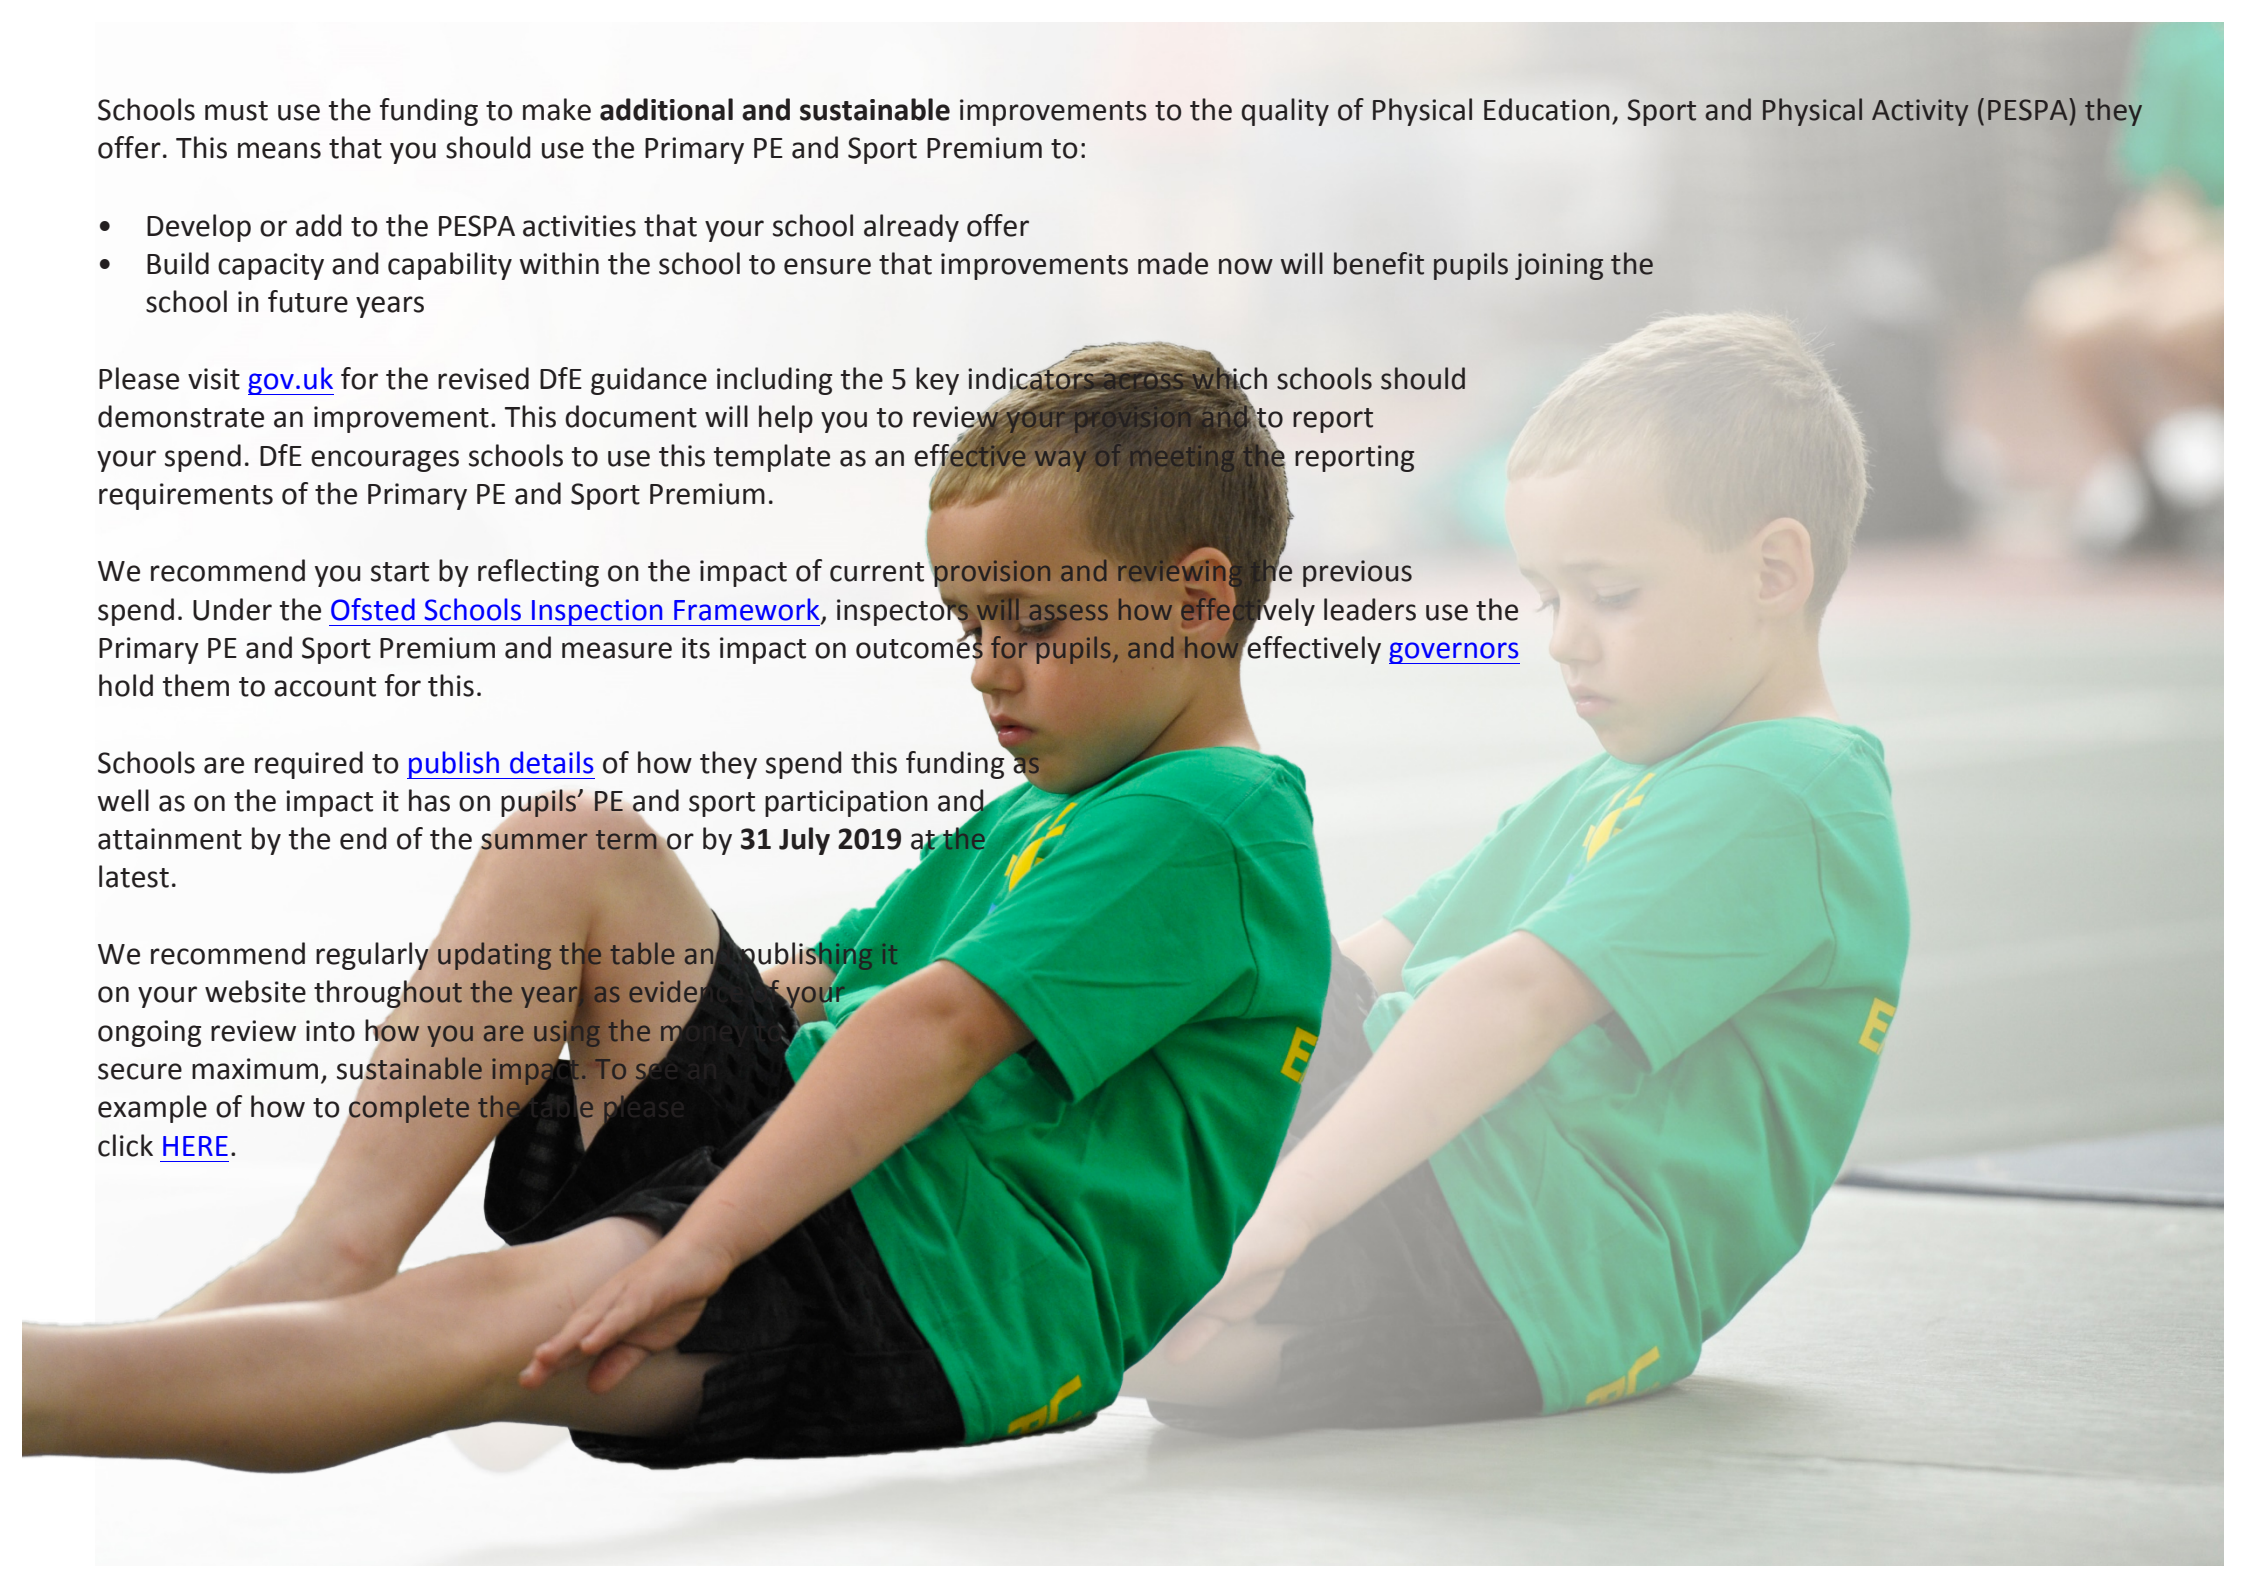 Schools must use the funding to make additional and sustainable improvements to the quality of Physical Education, Sport and Physical Activity (PESPA) they
offer. This means that you should use the Primary PE and Sport Premium to:
• Develop or add to the PESPA activities that your school already offer
• Build capacity and capability within the school to ensure that improvements made now will benefit pupils joining the
school in future years
Please visit gov.uk for the revised DfE guidance including the 5 key indicators across which schools should
demonstrate an improvement. This document will help you to review your provision and to report
your spend. DfE encourages schools to use this template as an effective way of meeting the reporting
requirements of the Primary PE and Sport Premium.
We recommend you start by reflecting on the impact of current provision and reviewing the previous
spend. Under the Ofsted Schools Inspection Framework, inspectors will assess how effectively leaders use the
Primary PE and Sport Premium and measure its impact on outcomes for pupils, and how effectively governors
hold them to account for this.
Schools are required to publish details of how they spend this funding as
well as on the impact it has on pupils’ PE and sport participation and
attainment by the end of the summer term or by 31 July 2019 at the
latest.
We recommend regularly updating the table and publishing it
on your website throughout the year, as evidence of your
ongoing review into how you are using the money to
secure maximum, sustainable impact. To see an
example of how to complete the table please
click HERE.